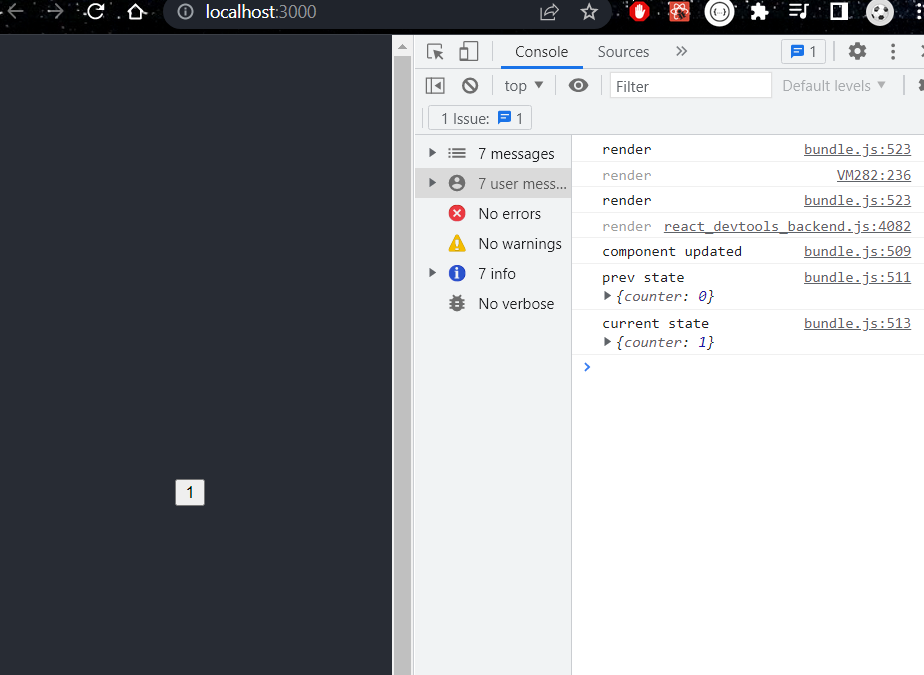 localhost:3000
Console Sources 1
top Filter Default levels
1 Issue: 1
7 messages
7 user mess...
No errors
No warnings
7 info
No verbose
render bundle.js:523
render VM282:236
render bundle.js:523
render react_devtools_backend.js:4082
component updated bundle.js:509
prev state bundle.js:511
{counter: 0}
current state bundle.js:513
{counter: 1}
1